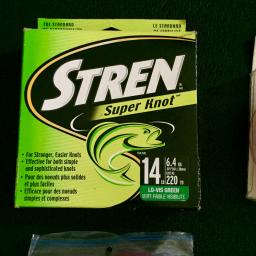 THE STANDARD
LE STANDARD
STREN
Super Knot™
• For Stronger, Easier Knots
• Effective for both simple
and sophisticated knots
• Pour des noeuds plus solides
et plus faciles
• Efficace pour des noeuds
simples et complexes
14
6.4
220
LO-VIS GREEN
VERT FAIBLE VISIBILITÉ